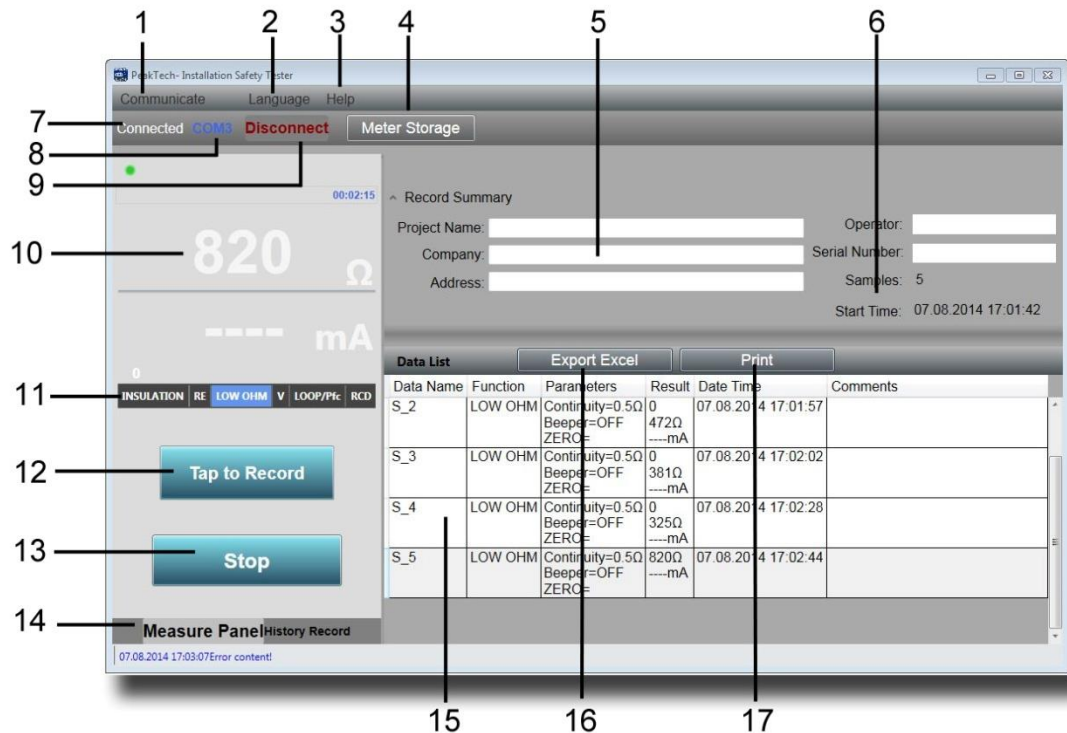 1 2 3 4 5 6
PeakTech- Installation Safety Tester
Communicate Language Help
7 Connected COM3 Disconnect Meter Storage
8
9
00:02:15
Record Summary
Project Name: Operator:
Company: Serial Number:
Address: Samples: 5
Start Time: 07.08.2014 17:01:42
10 820 Ω
---- mA
0
Data List Export Excel Print
11 INSULATION RE LOW OHM V LOOP/Pfc RCD
Data Name Function Parameters Result Date Time Comments
S_2 LOW OHM Continuity=0.5Ω 0 07.08.2014 17:01:57
Beeper=OFF 472Ω
ZERO= ----mA
S_3 LOW OHM Continuity=0.5Ω 0 07.08.2014 17:02:02
Beeper=OFF 381Ω
ZERO= ----mA
S_4 LOW OHM Continuity=0.5Ω 0 07.08.2014 17:02:28
Beeper=OFF 325Ω
ZERO= ----mA
S_5 LOW OHM Continuity=0.5Ω 820Ω 07.08.2014 17:02:44
Beeper=OFF ----mA
ZERO=
12 Tap to Record
13 Stop
14 Measure Panel History Record
07.08.2014 17:03:07Error content!
15 16 17